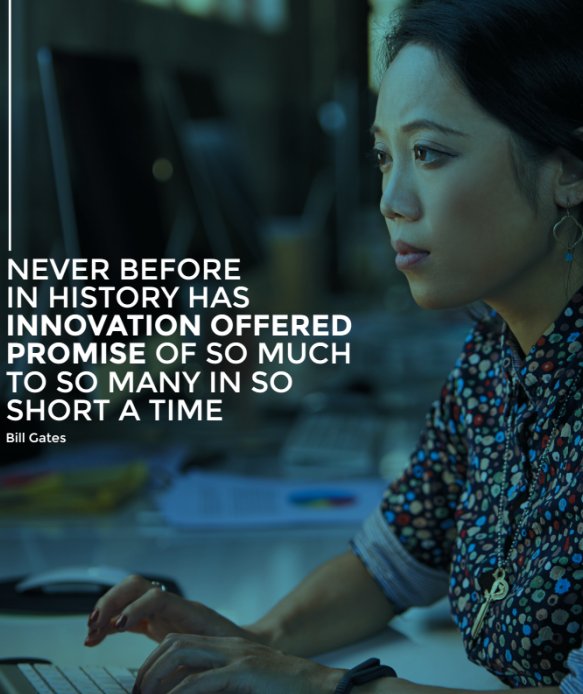 NEVER BEFORE
IN HISTORY HAS
INNOVATION OFFERED
PROMISE OF SO MUCH
TO SO MANY IN SO
SHORT A TIME
Bill Gates